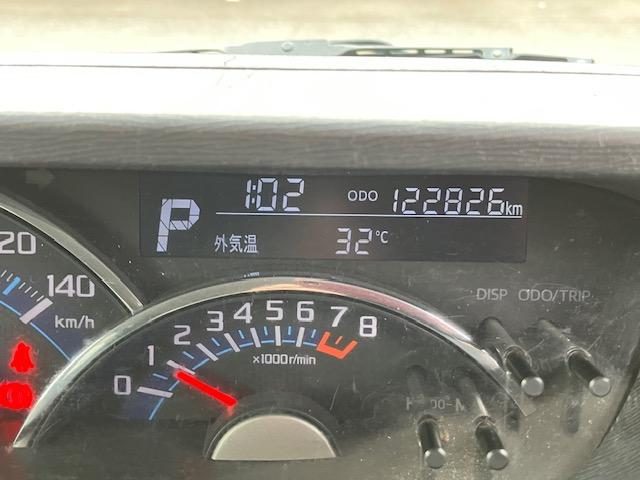 1:02 ODO 122826km
P
外気温 32℃
20
140
km/h
DISP ODO/TRIP
0 1 2 3 4 5 6 7 8
×1000r/min